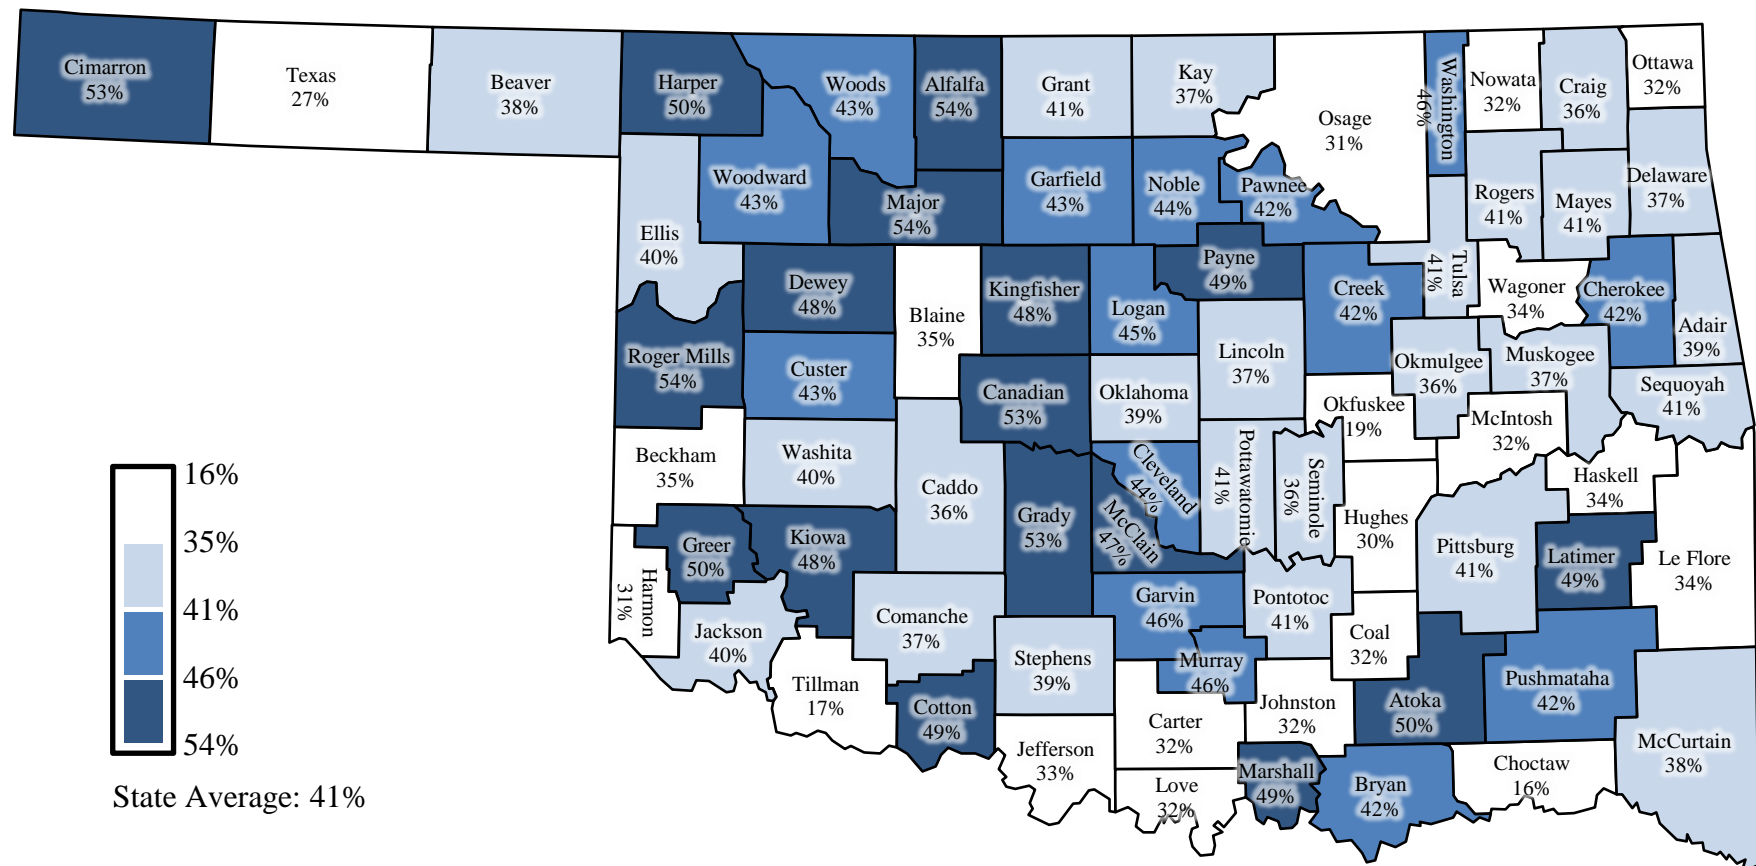 Cimarron
53%
Texas
27%
Beaver
38%
Harper
50%
Woods
43%
Alfalfa
54%
Grant
41%
Kay
37%
Osage
31%
Washington
46%
Nowata
32%
Craig
36%
Ottawa
32%
Ellis
40%
Woodward
43%
Major
54%
Garfield
43%
Noble
44%
Pawnee
42%
Rogers
41%
Mayes
41%
Delaware
37%
Roger Mills
54%
Dewey
48%
Blaine
35%
Kingfisher
48%
Logan
45%
Payne
49%
Creek
42%
Tulsa
41%
Wagoner
34%
Cherokee
42%
Adair
39%
Custer
43%
Canadian
53%
Oklahoma
39%
Lincoln
37%
Okmulgee
36%
Muskogee
37%
Sequoyah
41%
Okfuskee
19%
McIntosh
32%
Beckham
35%
Washita
40%
Caddo
36%
Grady
53%
Cleveland
44%
McClain
47%
Pottawatomie
41%
Seminole
36%
Hughes
30%
Haskell
34%
Pittsburg
41%
Latimer
49%
Le Flore
34%
Harmon
31%
Greer
50%
Kiowa
48%
Jackson
40%
Comanche
37%
Garvin
46%
Pontotoc
41%
Coal
32%
Tillman
17%
Cotton
49%
Stephens
39%
Murray
46%
Carter
32%
Johnston
32%
Atoka
50%
Pushmataha
42%
McCurtain
38%
Jefferson
33%
Love
32%
Marshall
49%
Bryan
42%
Choctaw
16%
16%
35%
41%
46%
54%
State Average: 41%